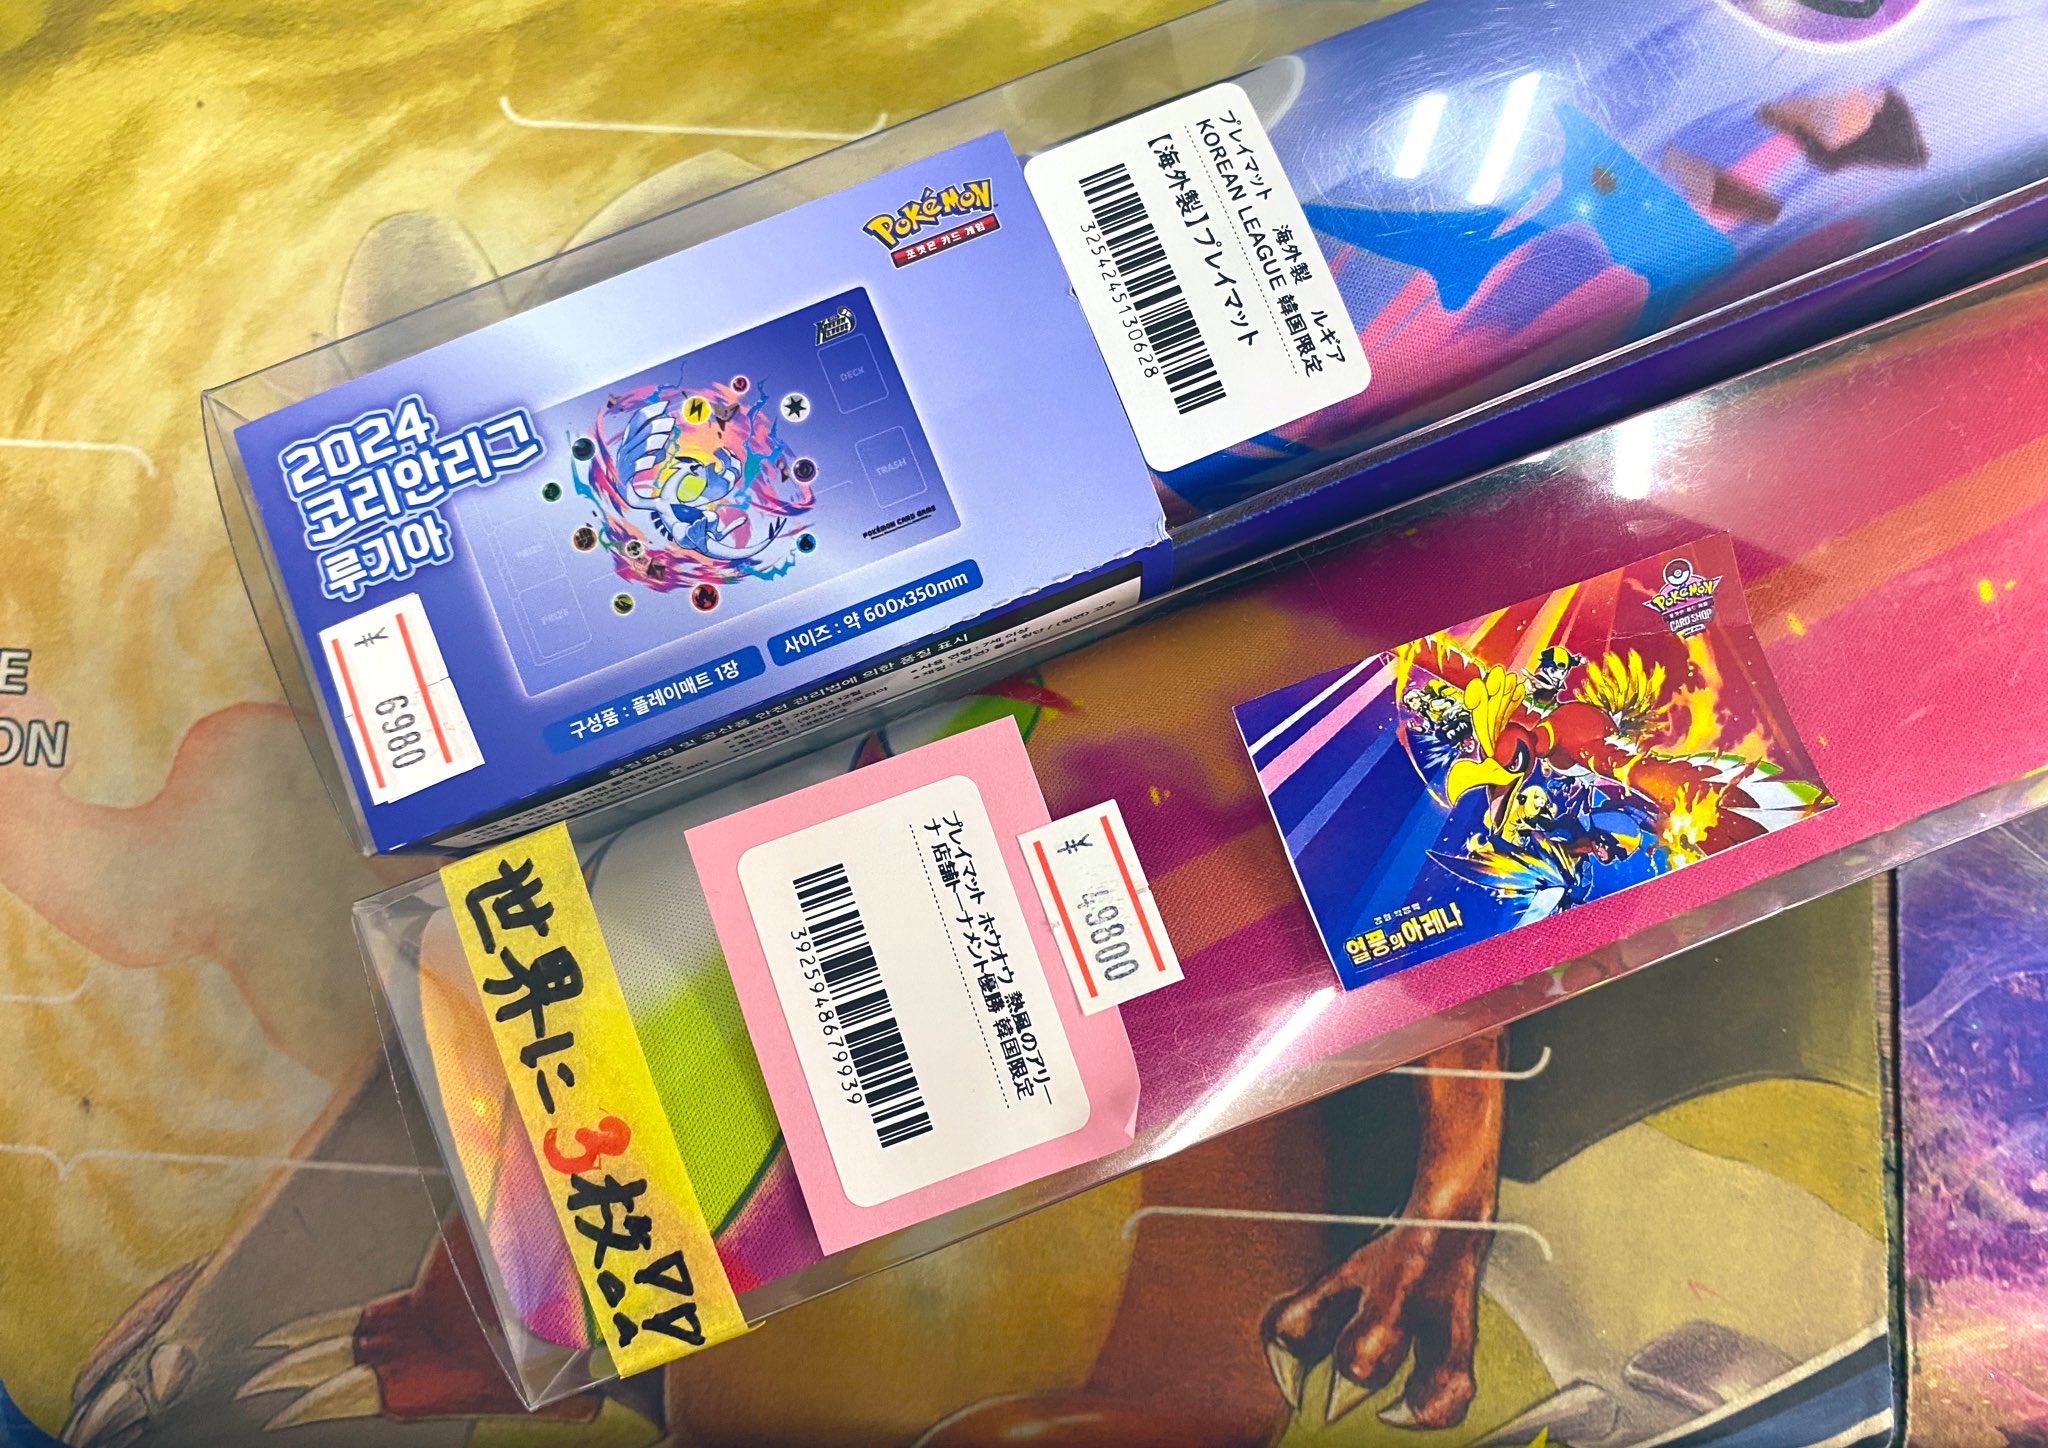 2024
코리안리그
루기아
POKÉMON
포켓몬 카드 게임
DECK
TRASH
PRIZE
POKÉMON CARD GAME
구성품 : 플레이매트 1장
사이즈 : 약 600x350mm
¥
6980
プレイマット 海外製 ルギア
KOREAN LEAGUE 韓国限定
【海外製】プレイマット
3254245130628
世界に3枚!!
プレイマット ホウオウ 熱風のアリー
ナ 店舗トーナメント優勝 韓国限定
3925948679939
¥
49800
POKÉMON
CARD SHOP
열풍의 아레나
E
ON